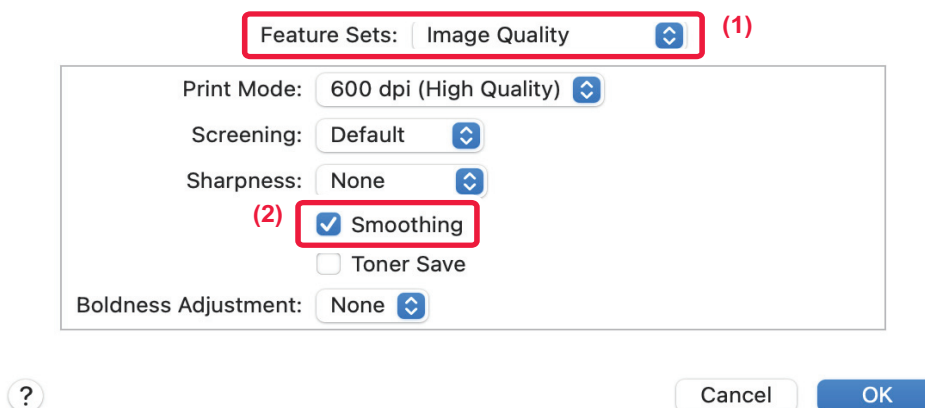 Feature Sets: Image Quality (1)
Print Mode: 600 dpi (High Quality)
Screening: Default
Sharpness: None
(2) Smoothing
Toner Save
Boldness Adjustment: None
? Cancel OK